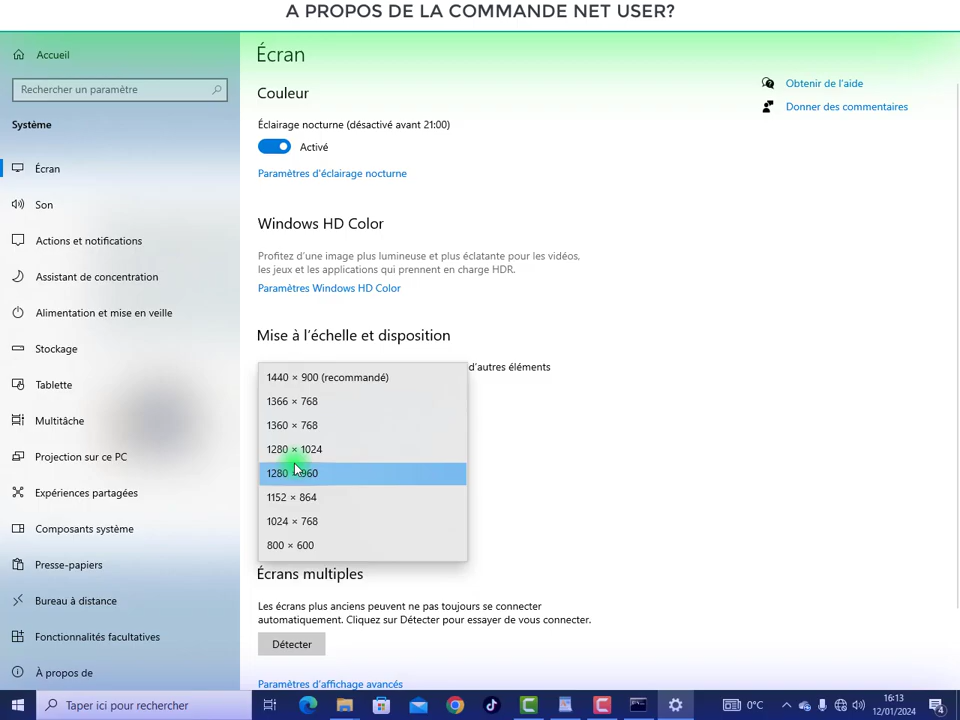 A PROPOS DE LA COMMANDE NET USER?
Accueil
Rechercher un paramètre
Système
Écran
Son
Actions et notifications
Assistant de concentration
Alimentation et mise en veille
Stockage
Tablette
Multitâche
Projection sur ce PC
Expériences partagées
Composants système
Presse-papiers
Bureau à distance
Fonctionnalités facultatives
À propos de
Écran
Couleur
Éclairage nocturne (désactivé avant 21:00)
Activé
Paramètres d'éclairage nocturne
Windows HD Color
Profitez d'une image plus lumineuse et plus éclatante pour les vidéos,
les jeux et les applications qui prennent en charge HDR.
Paramètres Windows HD Color
Mise à l'échelle et disposition
d'autres éléments
1440 × 900 (recommandé)
1366 × 768
1360 × 768
1280 × 1024
1280 × 960
1152 × 864
1024 × 768
800 × 600
Écrans multiples
Les écrans plus anciens peuvent ne pas toujours se connecter
automatiquement. Cliquez sur Détecter pour essayer de vous connecter.
Détecter
Paramètres d'affichage avancés
Obtenir de l'aide
Donner des commentaires
Taper ici pour rechercher
0°C
16:13
12/01/2024
4